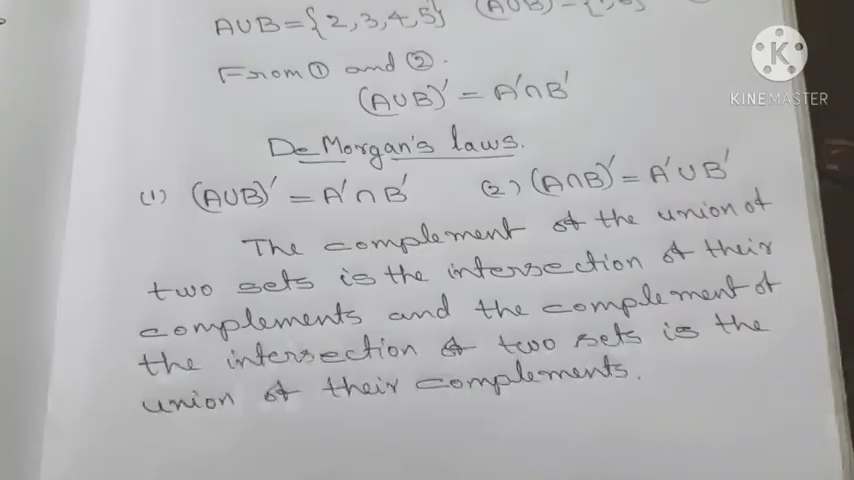 A∪B = {2,3,4,5} (A∪B)' = {1,6}
From ① and ②.
(A∪B)' = A'∩B'
De Morgan's laws.
(1) (A∪B)' = A'∩B' (2) (A∩B)' = A'∪B'
The complement of the union of
two sets is the intersection of their
complements and the complement of
the intersection of two sets is the
union of their complements.
K
KINEMASTER